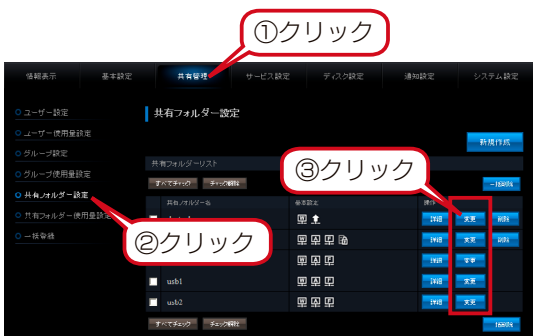 ①クリック
情報表示 基本設定 共有管理 サービス設定 ディスク設定 通知設定 システム設定
ユーザー設定
共有フォルダー設定
ユーザー使用量設定
新規作成
グループ設定
共有フォルダーリスト
グループ使用量設定
③クリック
すべてチェック チェック解除 一括削除
共有フォルダー設定
共有フォルダー名 基本設定 操作
共有フォルダー使用量設定
詳細 変更 削除
②クリック
一括登録
詳細 変更 削除
詳細 変更
usb1 詳細 変更
usb2 詳細 変更
すべてチェック チェック解除 一括削除